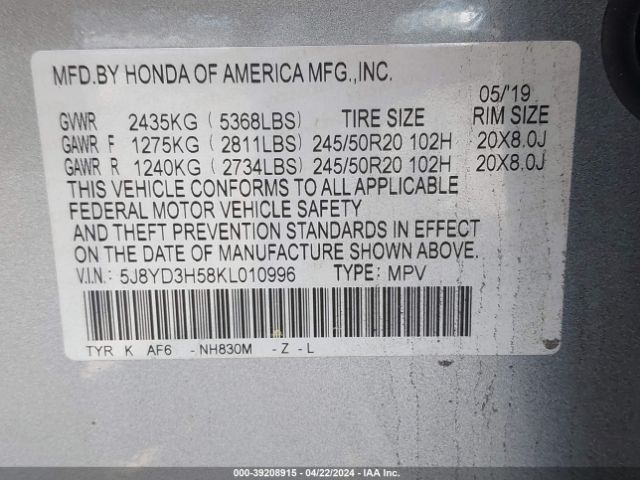 MFD.BY HONDA OF AMERICA MFG.,INC.
05/'19
GVWR 2435KG (5368LBS) TIRE SIZE RIM SIZE
GAWR F 1275KG (2811LBS) 245/50R20 102H 20X8.0J
GAWR R 1240KG (2734LBS) 245/50R20 102H 20X8.0J
THIS VEHICLE CONFORMS TO ALL APPLICABLE
FEDERAL MOTOR VEHICLE SAFETY
AND THEFT PREVENTION STANDARDS IN EFFECT
ON THE DATE OF MANUFACTURE SHOWN ABOVE.
V.I.N.: 5J8YD3H58KL010996 TYPE: MPV
TYR K AF6 -NH830M -Z -L
000-39208915 - 04/22/2024 - IAA Inc.